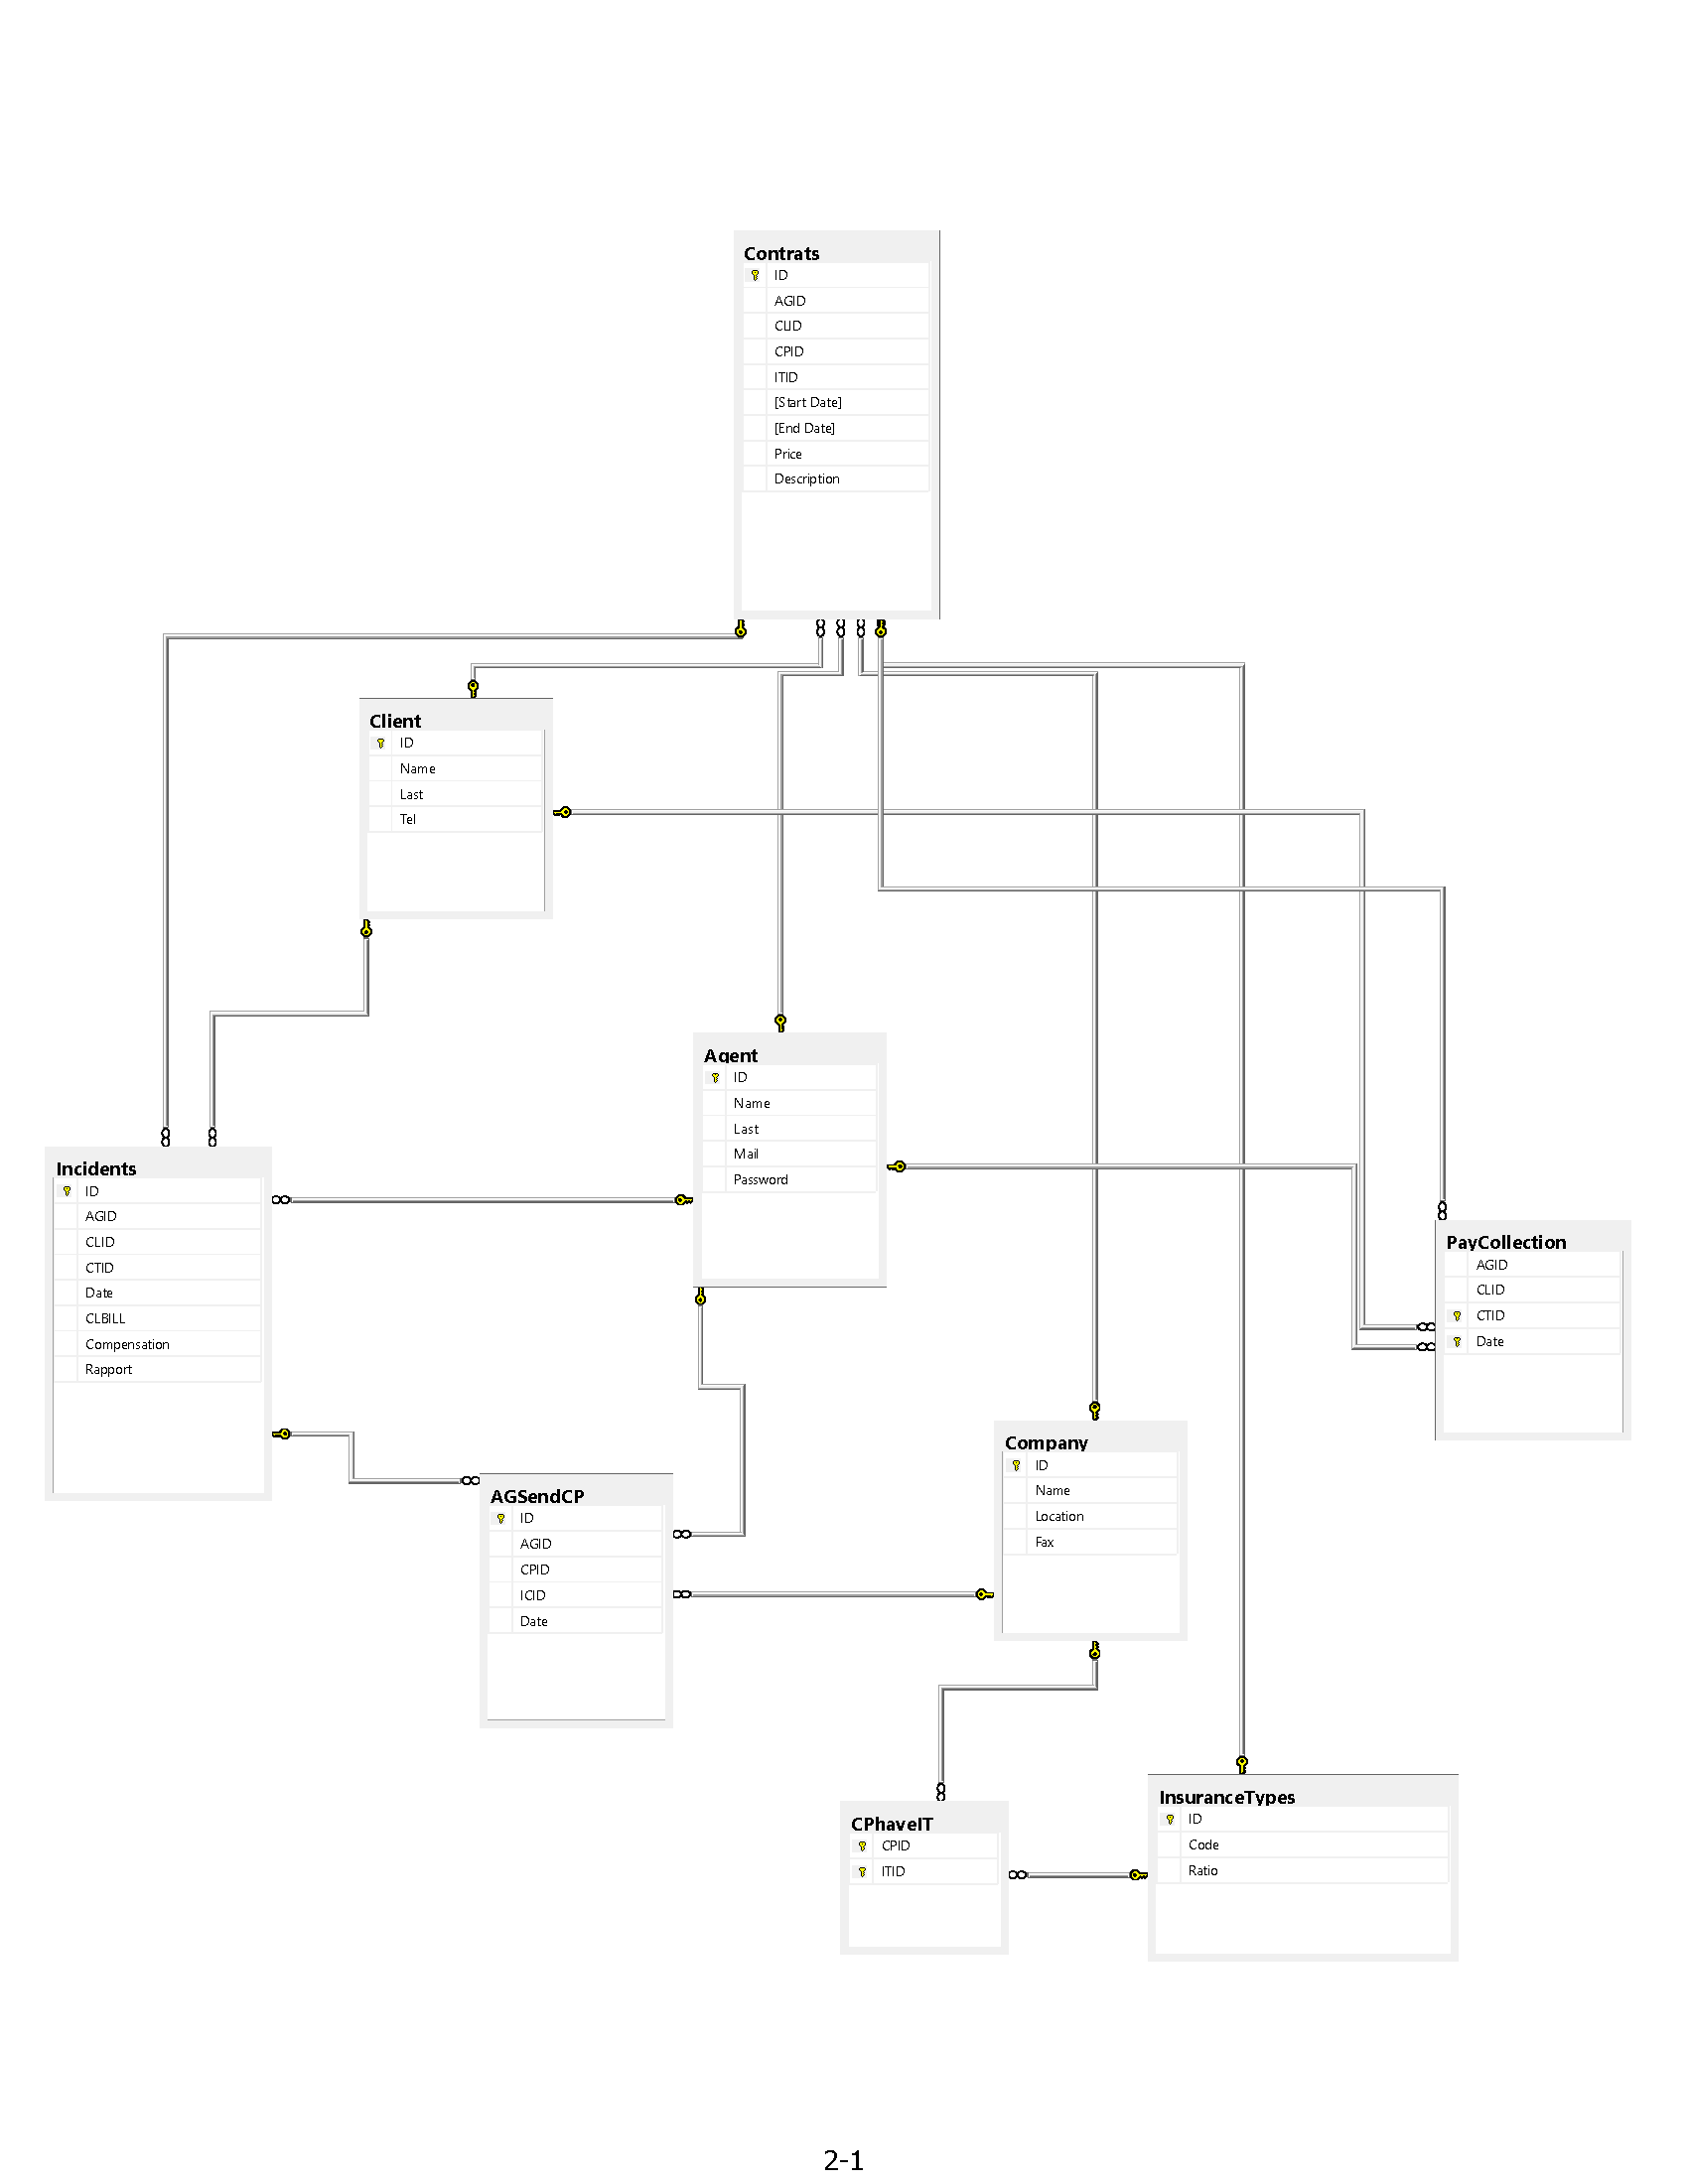 Contrats
ID
AGID
CLID
CPID
ITID
[Start Date]
[End Date]
Price
Description
Client
ID
Name
Last
Tel
Agent
ID
Name
Last
Mail
Password
Incidents
ID
AGID
CLID
CTID
Date
CLBILL
Compensation
Rapport
PayCollection
AGID
CLID
CTID
Date
Company
ID
Name
Location
Fax
AGSendCP
ID
AGID
CPID
ICID
Date
CPhaveIT
CPID
ITID
InsuranceTypes
ID
Code
Ratio
2-1